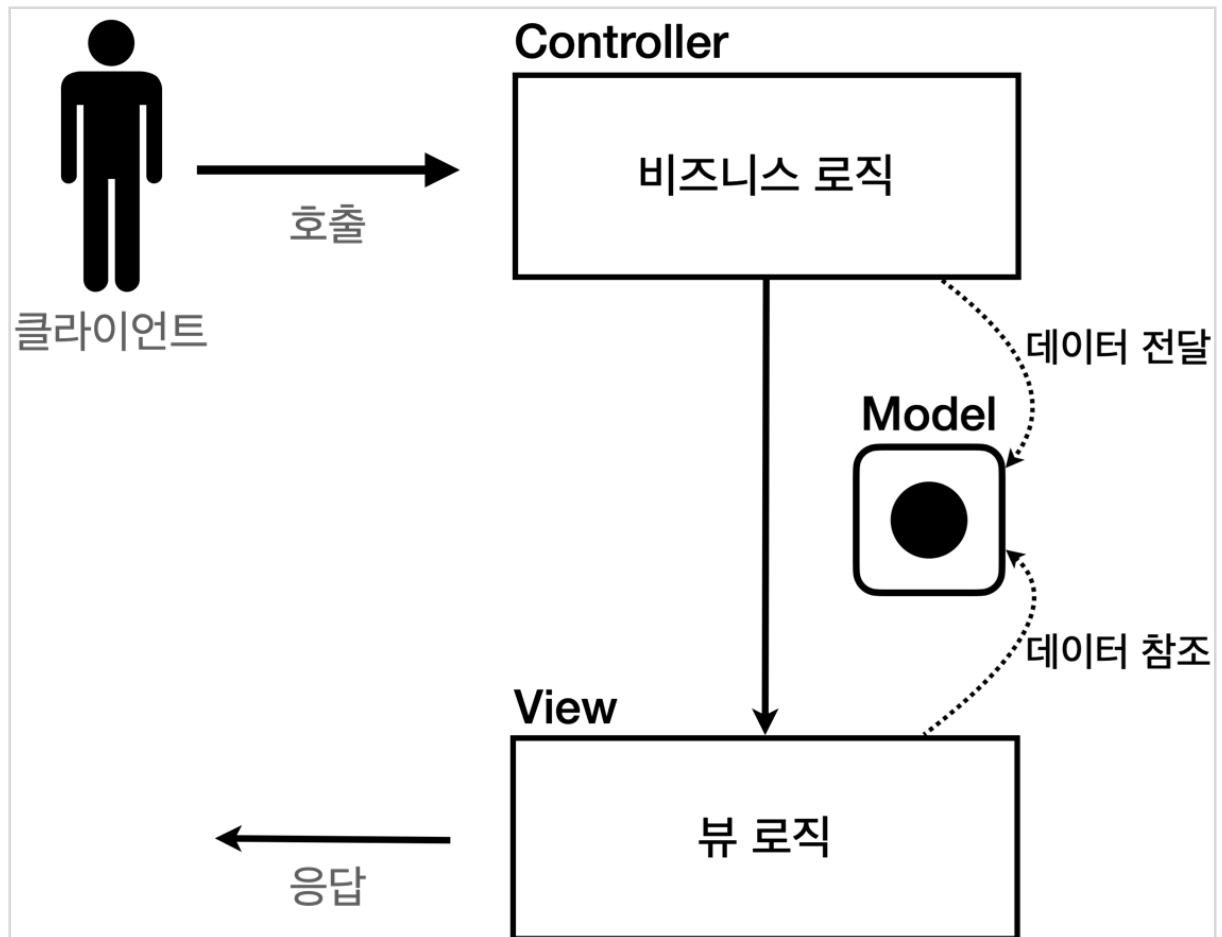 Controller
비즈니스 로직
호출
클라이언트
데이터 전달
Model
데이터 참조
View
뷰 로직
응답